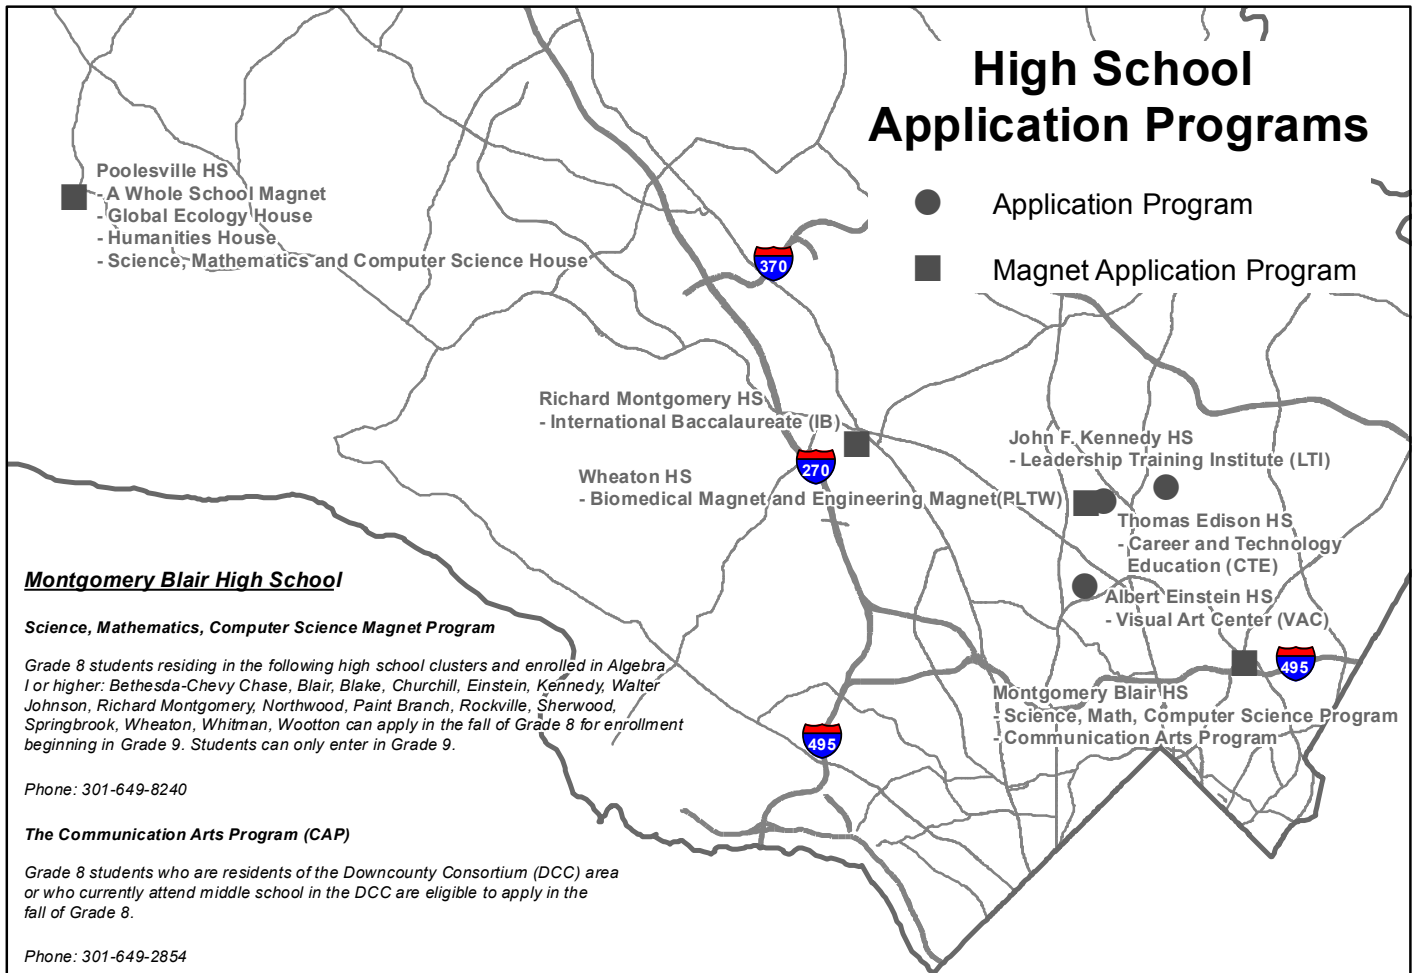 High School
Application Programs
Application Program
Magnet Application Program
Poolesville HS
- A Whole School Magnet
- Global Ecology House
- Humanities House
- Science, Mathematics and Computer Science House
370
Richard Montgomery HS
- International Baccalaureate (IB)
270
Wheaton HS
- Biomedical Magnet and Engineering Magnet(PLTW)
John F. Kennedy HS
- Leadership Training Institute (LTI)
Thomas Edison HS
- Career and Technology
Education (CTE)
Albert Einstein HS
- Visual Art Center (VAC)
495
Montgomery Blair HS
- Science, Math, Computer Science Program
- Communication Arts Program
495
Montgomery Blair High School
Science, Mathematics, Computer Science Magnet Program
Grade 8 students residing in the following high school clusters and enrolled in Algebra
I or higher: Bethesda-Chevy Chase, Blair, Blake, Churchill, Einstein, Kennedy, Walter
Johnson, Richard Montgomery, Northwood, Paint Branch, Rockville, Sherwood,
Springbrook, Wheaton, Whitman, Wootton can apply in the fall of Grade 8 for enrollment
beginning in Grade 9. Students can only enter in Grade 9.
Phone: 301-649-8240
The Communication Arts Program (CAP)
Grade 8 students who are residents of the Downcounty Consortium (DCC) area
or who currently attend middle school in the DCC are eligible to apply in the
fall of Grade 8.
Phone: 301-649-2854